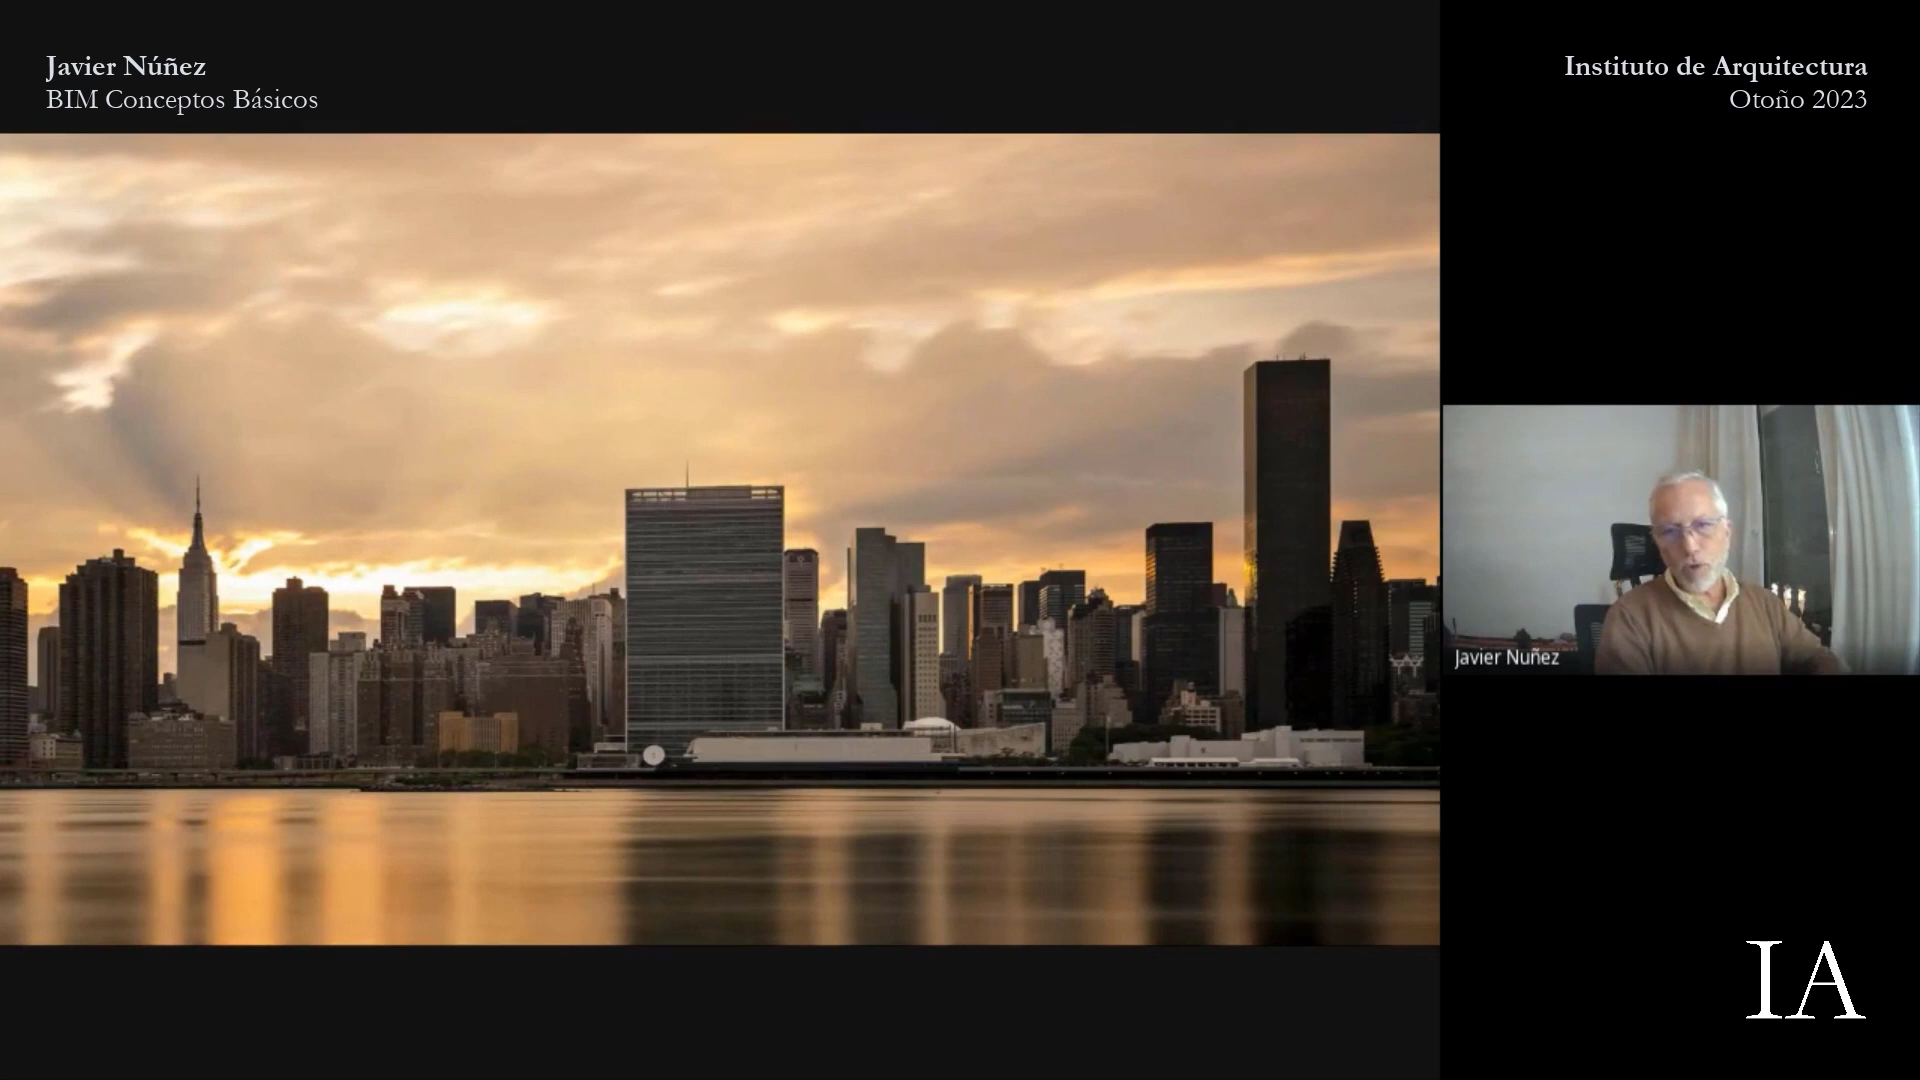 Javier Núñez
BIM Conceptos Básicos
Instituto de Arquitectura
Otoño 2023
Javier Nuñez
IA